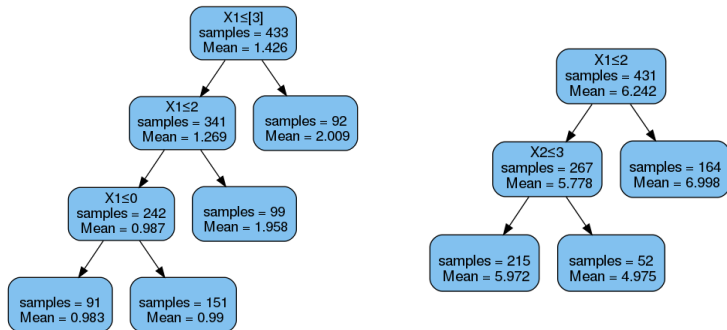 X1≤[3]
samples = 433
Mean = 1.426
X1≤2
samples = 341
Mean = 1.269
samples = 92
Mean = 2.009
X1≤0
samples = 242
Mean = 0.987
samples = 99
Mean = 1.958
samples = 91
Mean = 0.983
samples = 151
Mean = 0.99
X1≤2
samples = 431
Mean = 6.242
X2≤3
samples = 267
Mean = 5.778
samples = 164
Mean = 6.998
samples = 215
Mean = 5.972
samples = 52
Mean = 4.975